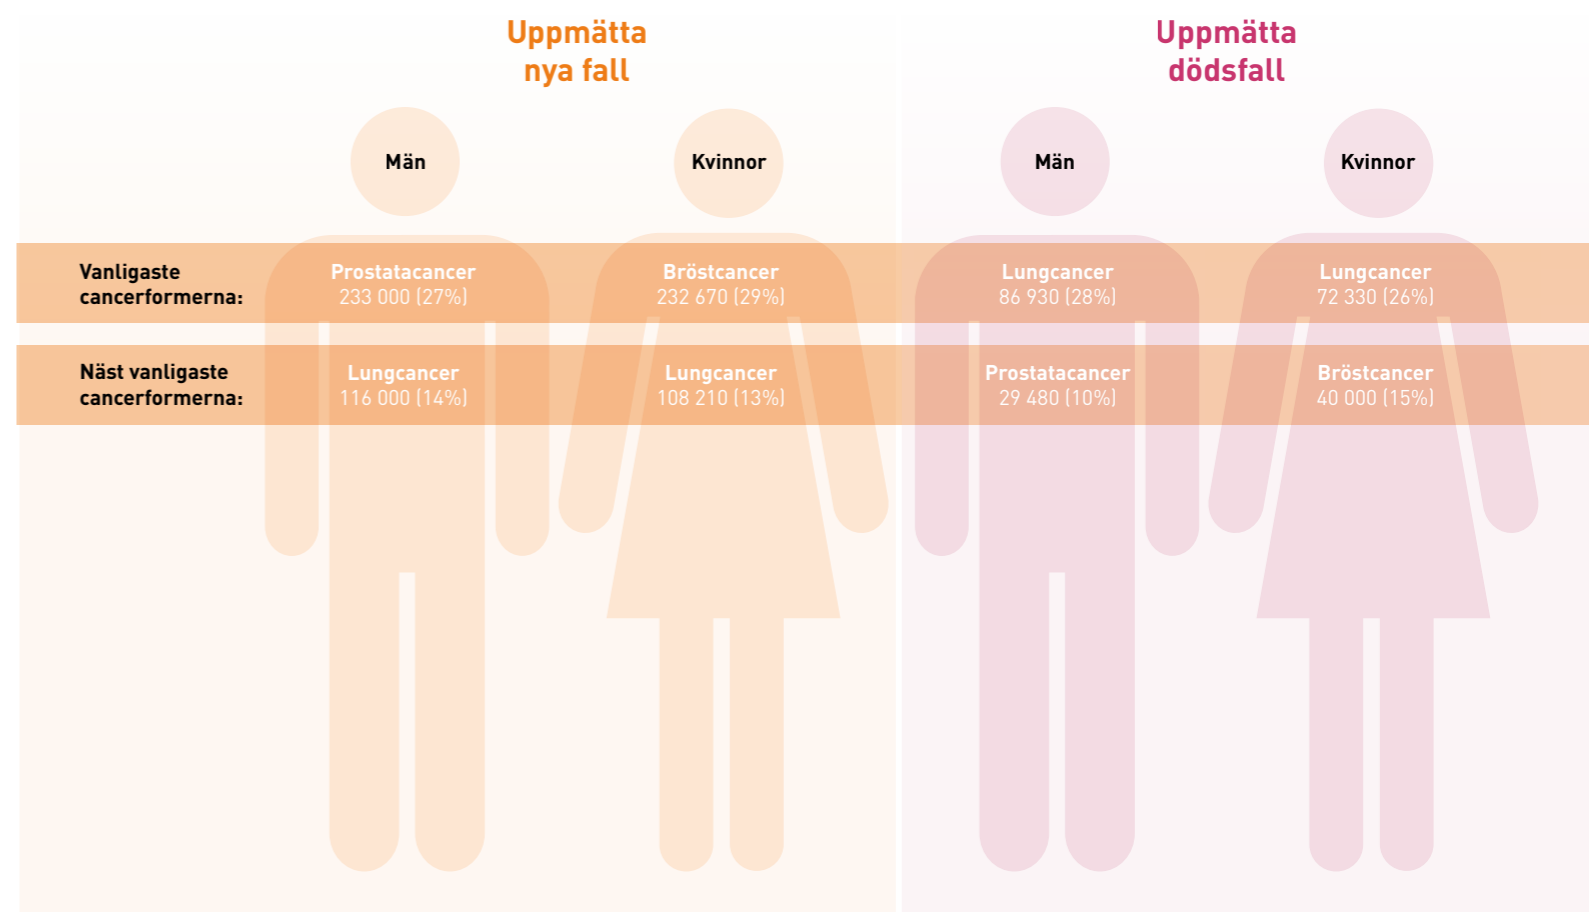 Uppmätta
nya fall
Uppmätta
dödsfall
Män
Kvinnor
Män
Kvinnor
Vanligaste
cancerformerna:
Prostatacancer
233 000 (27%)
Bröstcancer
232 670 (29%)
Lungcancer
86 930 (28%)
Lungcancer
72 330 (26%)
Näst vanligaste
cancerformerna:
Lungcancer
116 000 (14%)
Lungcancer
108 210 (13%)
Prostatacancer
29 480 (10%)
Bröstcancer
40 000 (15%)